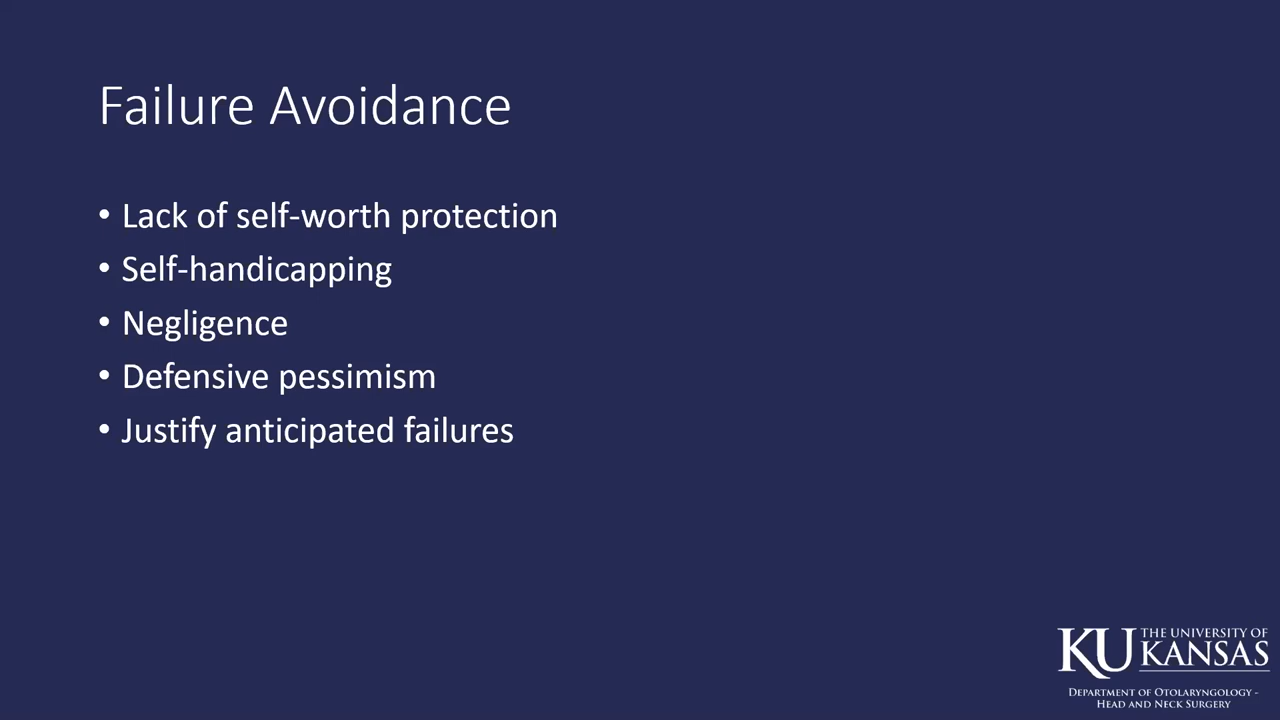 Failure Avoidance
• Lack of self-worth protection
• Self-handicapping
• Negligence
• Defensive pessimism
• Justify anticipated failures
KU THE UNIVERSITY OF
KANSAS
DEPARTMENT OF OTOLARYNGOLOGY -
HEAD AND NECK SURGERY